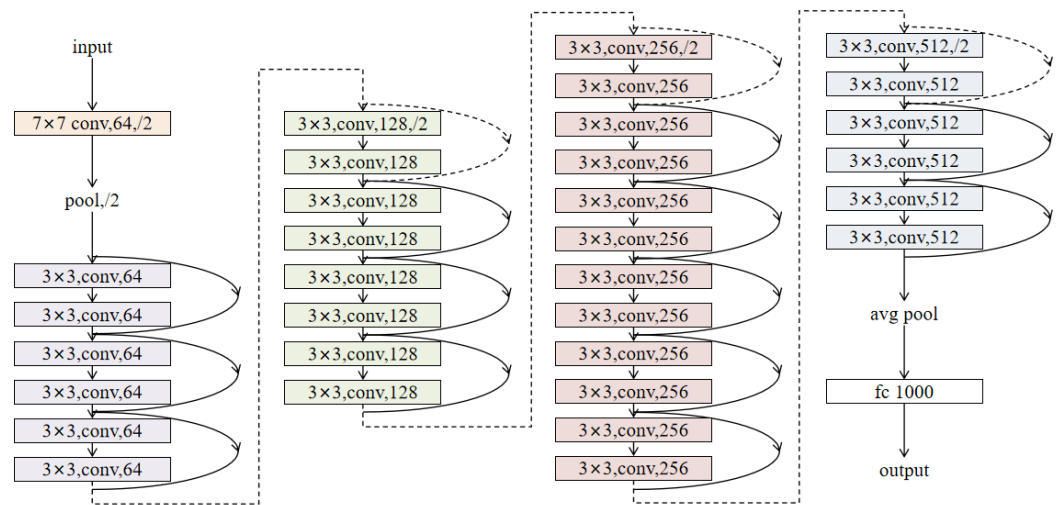 input
7×7 conv,64,/2
pool,/2
3×3,conv,64
3×3,conv,64
3×3,conv,64
3×3,conv,64
3×3,conv,64
3×3,conv,64
3×3,conv,128,/2
3×3,conv,128
3×3,conv,128
3×3,conv,128
3×3,conv,128
3×3,conv,128
3×3,conv,128
3×3,conv,128
3×3,conv,256,/2
3×3,conv,256
3×3,conv,256
3×3,conv,256
3×3,conv,256
3×3,conv,256
3×3,conv,256
3×3,conv,256
3×3,conv,256
3×3,conv,256
3×3,conv,256
3×3,conv,256
3×3,conv,512,/2
3×3,conv,512
3×3,conv,512
3×3,conv,512
3×3,conv,512
3×3,conv,512
avg pool
fc 1000
output